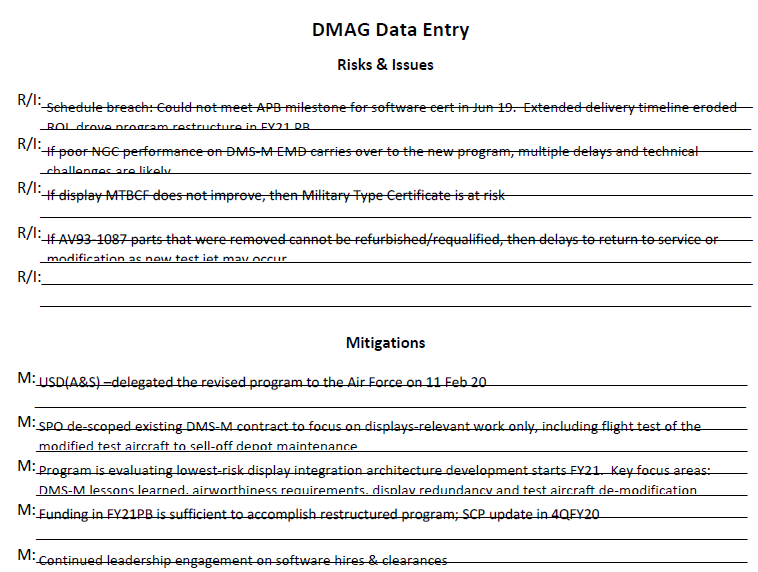 DMAG Data Entry
Risks & Issues
R/I: Schedule breach: Could not meet APB milestone for software cert in Jun 19. Extended delivery timeline eroded
ROI, drove program restructure in FY21 PB
R/I: If poor NGC performance on DMS-M EMD carries over to the new program, multiple delays and technical
challenges are likely
R/I: If display MTBCF does not improve, then Military Type Certificate is at risk
R/I: If AV93-1087 parts that were removed cannot be refurbished/requalified, then delays to return to service or
modification as new test jet may occur
R/I:
Mitigations
M: USD(A&S) –delegated the revised program to the Air Force on 11 Feb 20
M: SPO de-scoped existing DMS-M contract to focus on displays-relevant work only, including flight test of the
modified test aircraft to sell-off depot maintenance
M: Program is evaluating lowest-risk display integration architecture development starts FY21. Key focus areas:
DMS-M lessons learned, airworthiness requirements, display redundancy and test aircraft de-modification
M: Funding in FY21PB is sufficient to accomplish restructured program; SCP update in 4QFY20
M: Continued leadership engagement on software hires & clearances